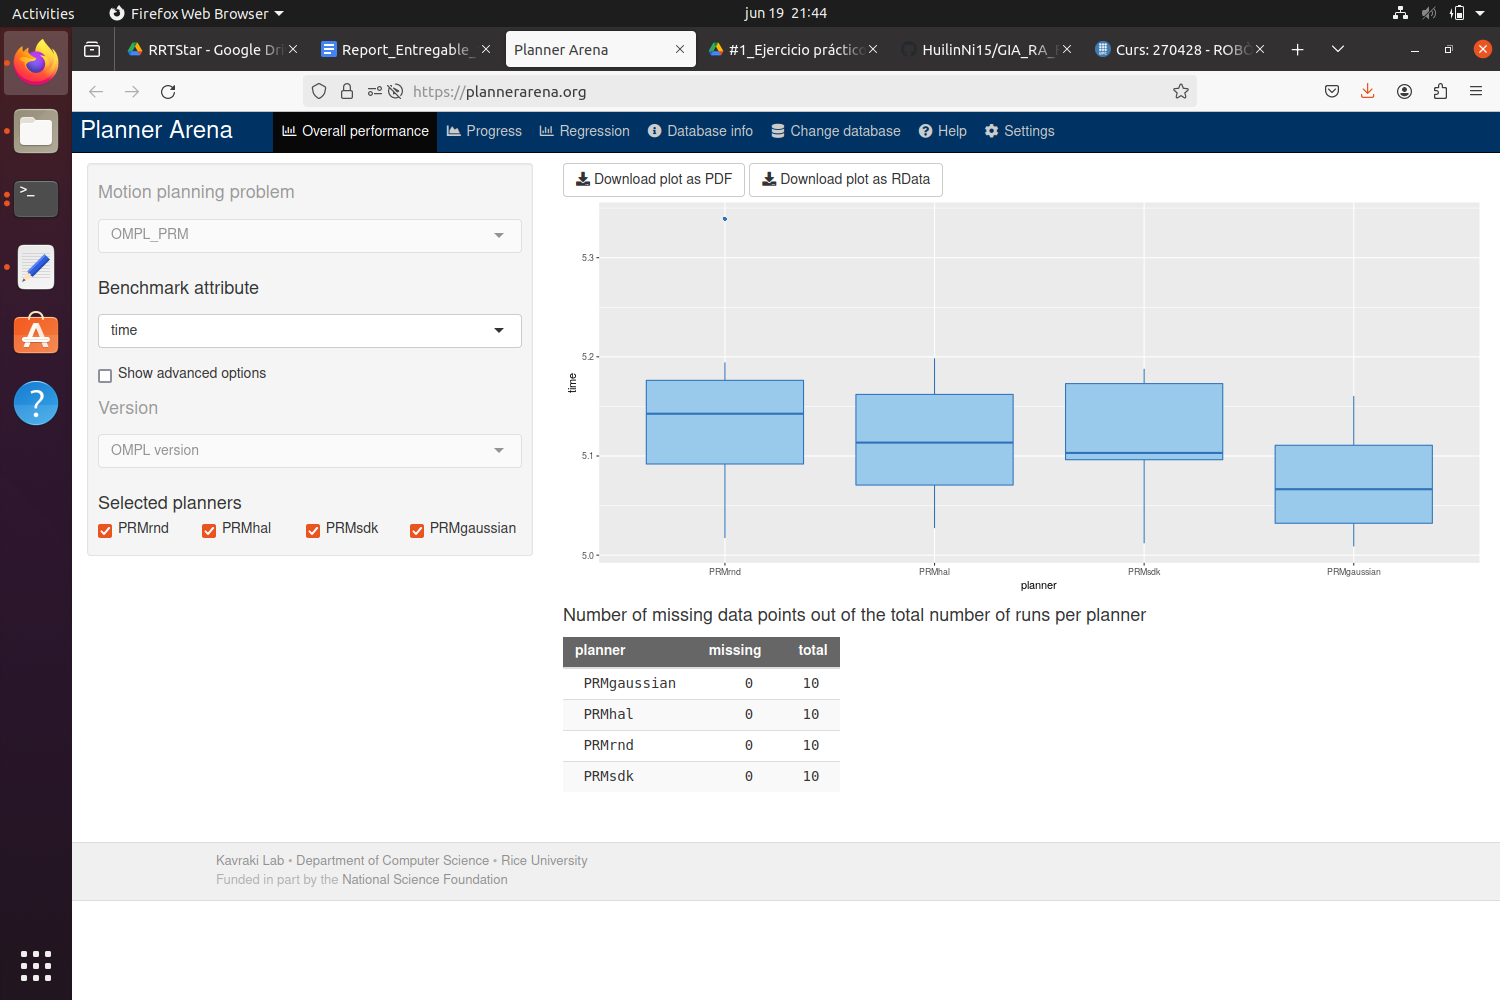 Activities
Firefox Web Browser
jun 19 21:44
RRTStar - Google Dri
Report_Entregable_
Planner Arena
#1_Ejercicio práctico
HuilinNi15/GIA_RA_
Curs: 270428 - ROBÒ
https://plannerarena.org
Planner Arena
Overall performance
Progress
Regression
Database info
Change database
Help
Settings
Motion planning problem
OMPL_PRM
Benchmark attribute
time
Show advanced options
Version
OMPL version
Selected planners
PRMrnd PRMhal PRMsdk PRMgaussian
Download plot as PDF
Download plot as RData
5.3
5.2
5.1
5.0
time
PRMrnd PRMhal PRMsdk PRMgaussian
planner
Number of missing data points out of the total number of runs per planner
planner missing total
PRMgaussian 0 10
PRMhal 0 10
PRMrnd 0 10
PRMsdk 0 10
Kavraki Lab • Department of Computer Science • Rice University
Funded in part by the National Science Foundation